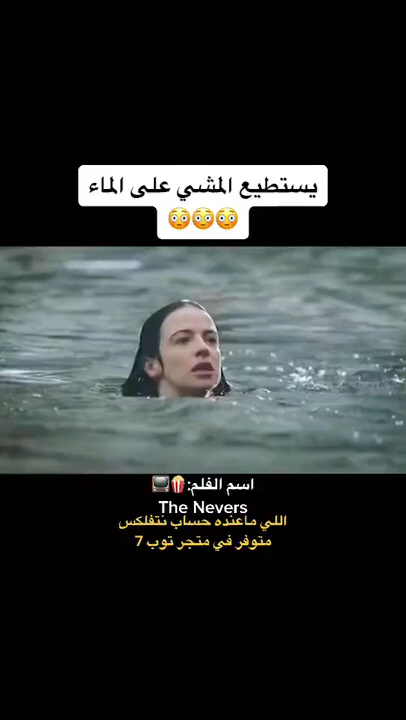 يستطيع المشي على الماء
😳😳😳
اسم الفلم:🍿📺
The Nevers
اللي ماعنده حساب نتفلكس
متوفر في متجر توب 7